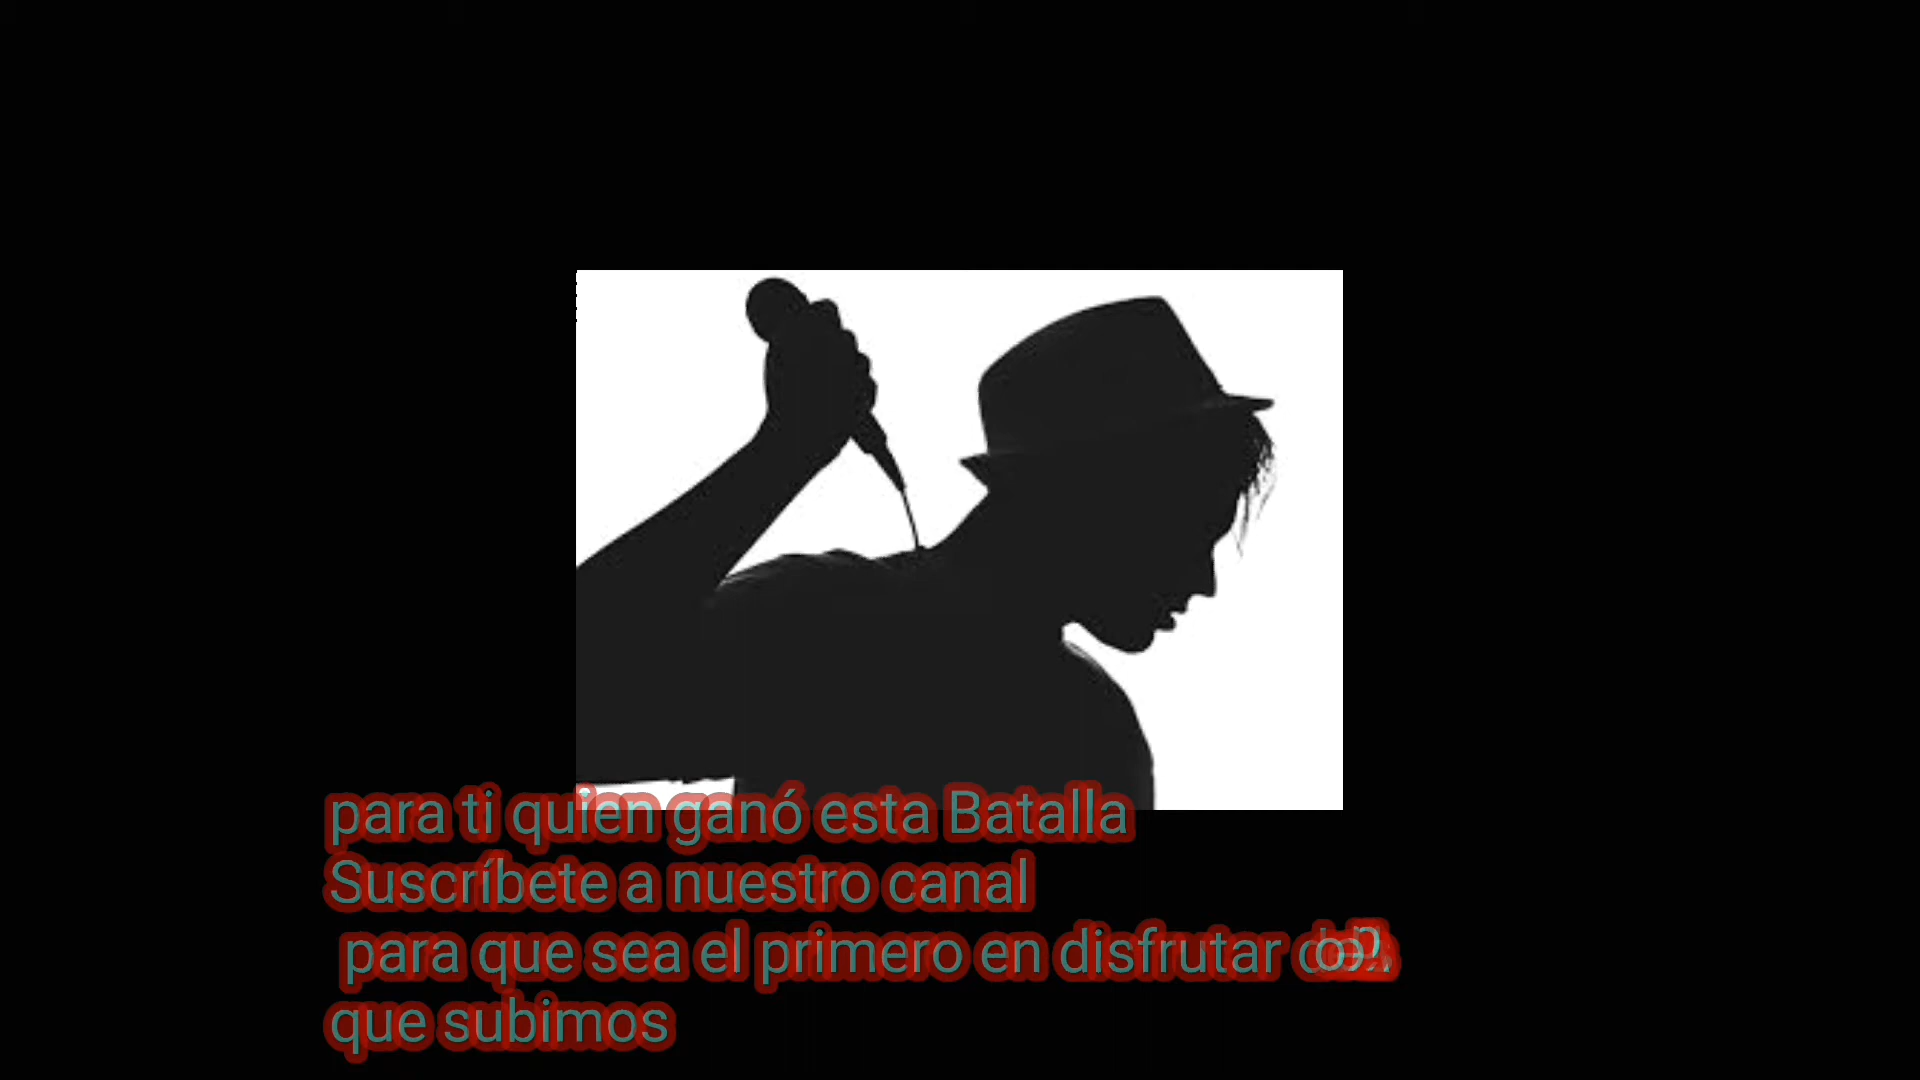 para ti quien ganó esta Batalla
Suscríbete a nuestro canal
para que sea el primero en disfrutar
que subimos